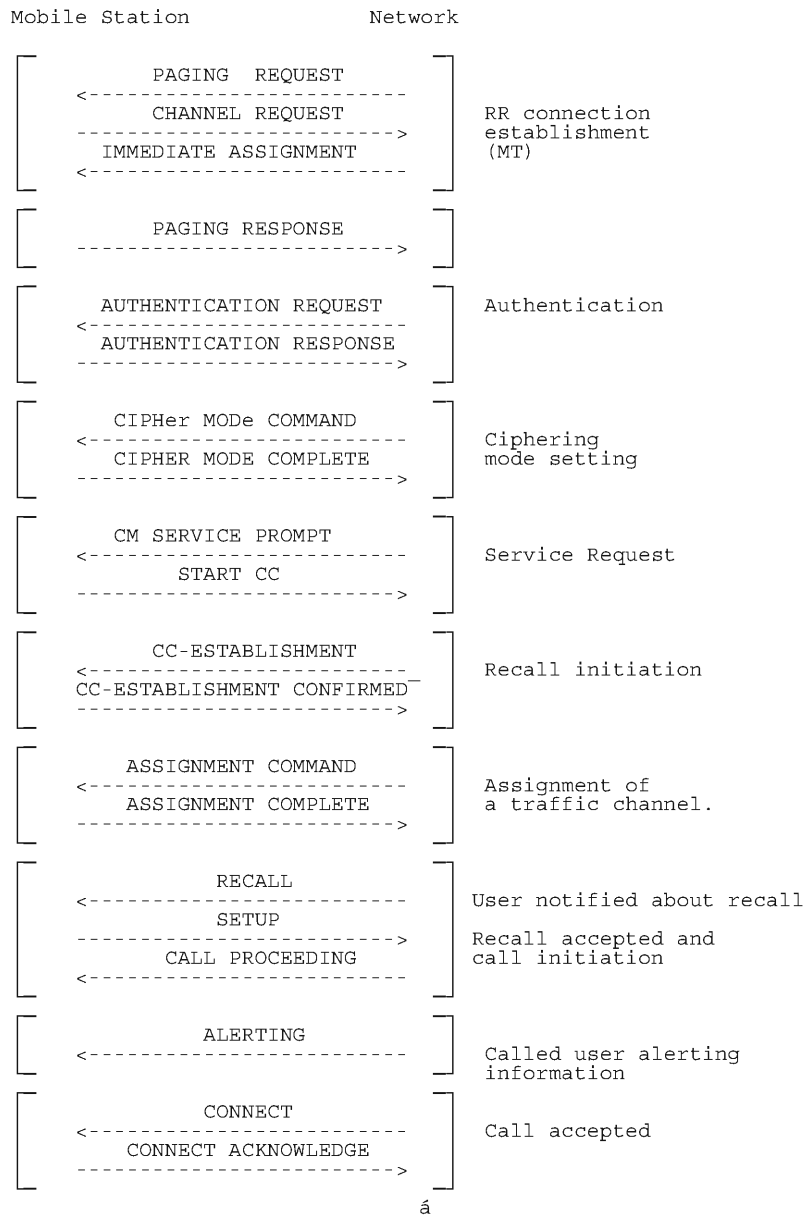 Mobile Station Network
PAGING REQUEST
<---------------------------
CHANNEL REQUEST RR connection
--------------------------> establishment
IMMEDIATE ASSIGNMENT (MT)
<---------------------------
PAGING RESPONSE
-------------------------->
AUTHENTICATION REQUEST Authentication
<---------------------------
AUTHENTICATION RESPONSE
-------------------------->
CIPHer MODe COMMAND
<--------------------------- Ciphering
CIPHER MODE COMPLETE mode setting
-------------------------->
CM SERVICE PROMPT
<--------------------------- Service Request
START CC
-------------------------->
CC-ESTABLISHMENT
<--------------------------- Recall initiation
CC-ESTABLISHMENT CONFIRMED
-------------------------->
ASSIGNMENT COMMAND
<--------------------------- Assignment of
ASSIGNMENT COMPLETE a traffic channel.
-------------------------->
RECALL
<--------------------------- User notified about recall
SETUP
--------------------------> Recall accepted and
CALL PROCEEDING call initiation
<---------------------------
ALERTING
<--------------------------- Called user alerting
information
CONNECT
<--------------------------- Call accepted
CONNECT ACKNOWLEDGE
-------------------------->
á